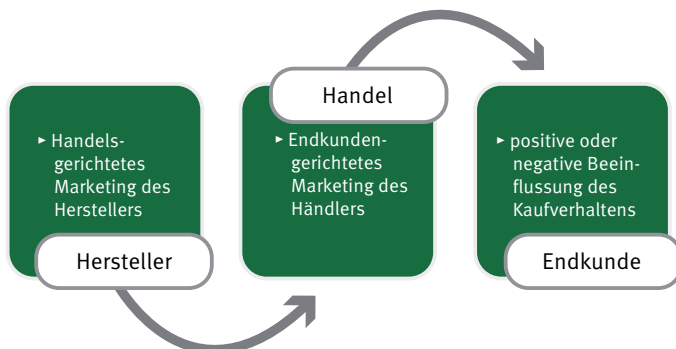 ▸ Handels-
gerichtetes
Marketing des
Herstellers
Hersteller
Handel
▸ Endkunden-
gerichtetes
Marketing des
Händlers
▸ positive oder
negative Beein-
flussung des
Kaufverhaltens
Endkunde